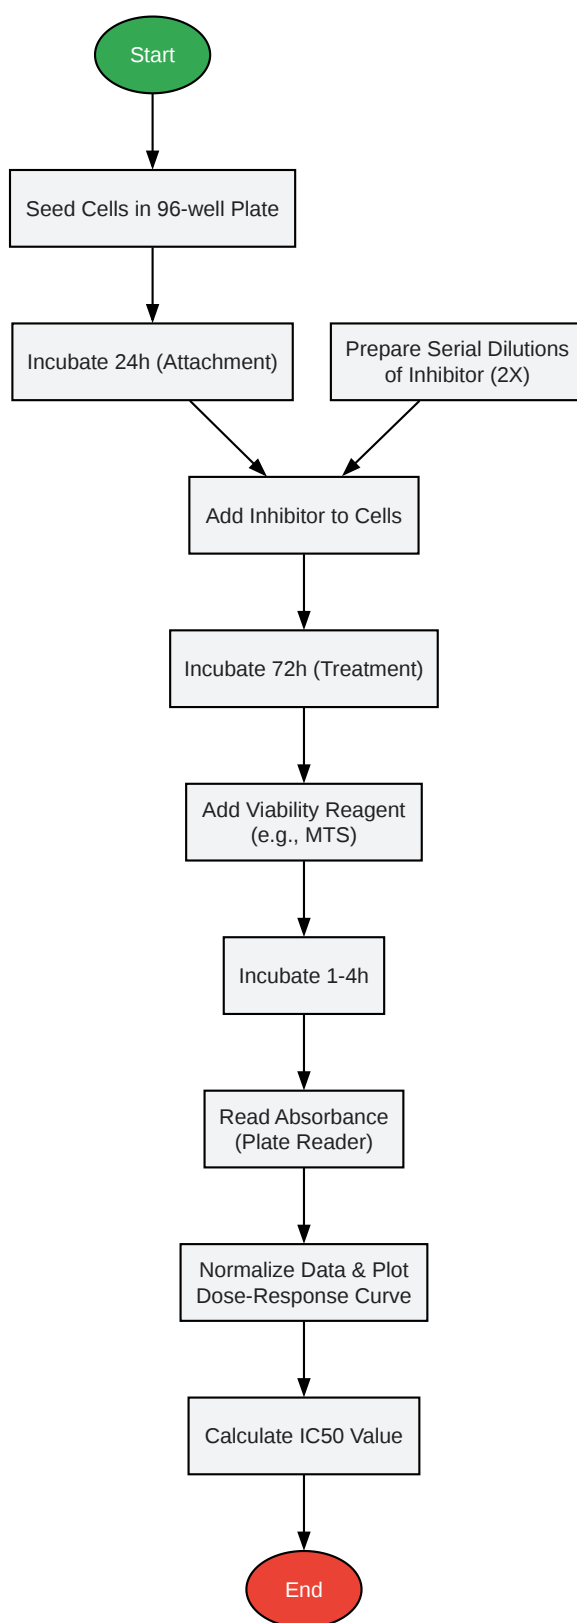 Start
Seed Cells in 96-well Plate
Incubate 24h (Attachment)
Prepare Serial Dilutions
of Inhibitor (2X)
Add Inhibitor to Cells
Incubate 72h (Treatment)
Add Viability Reagent
(e.g., MTS)
Incubate 1-4h
Read Absorbance
(Plate Reader)
Normalize Data & Plot
Dose-Response Curve
Calculate IC50 Value
End